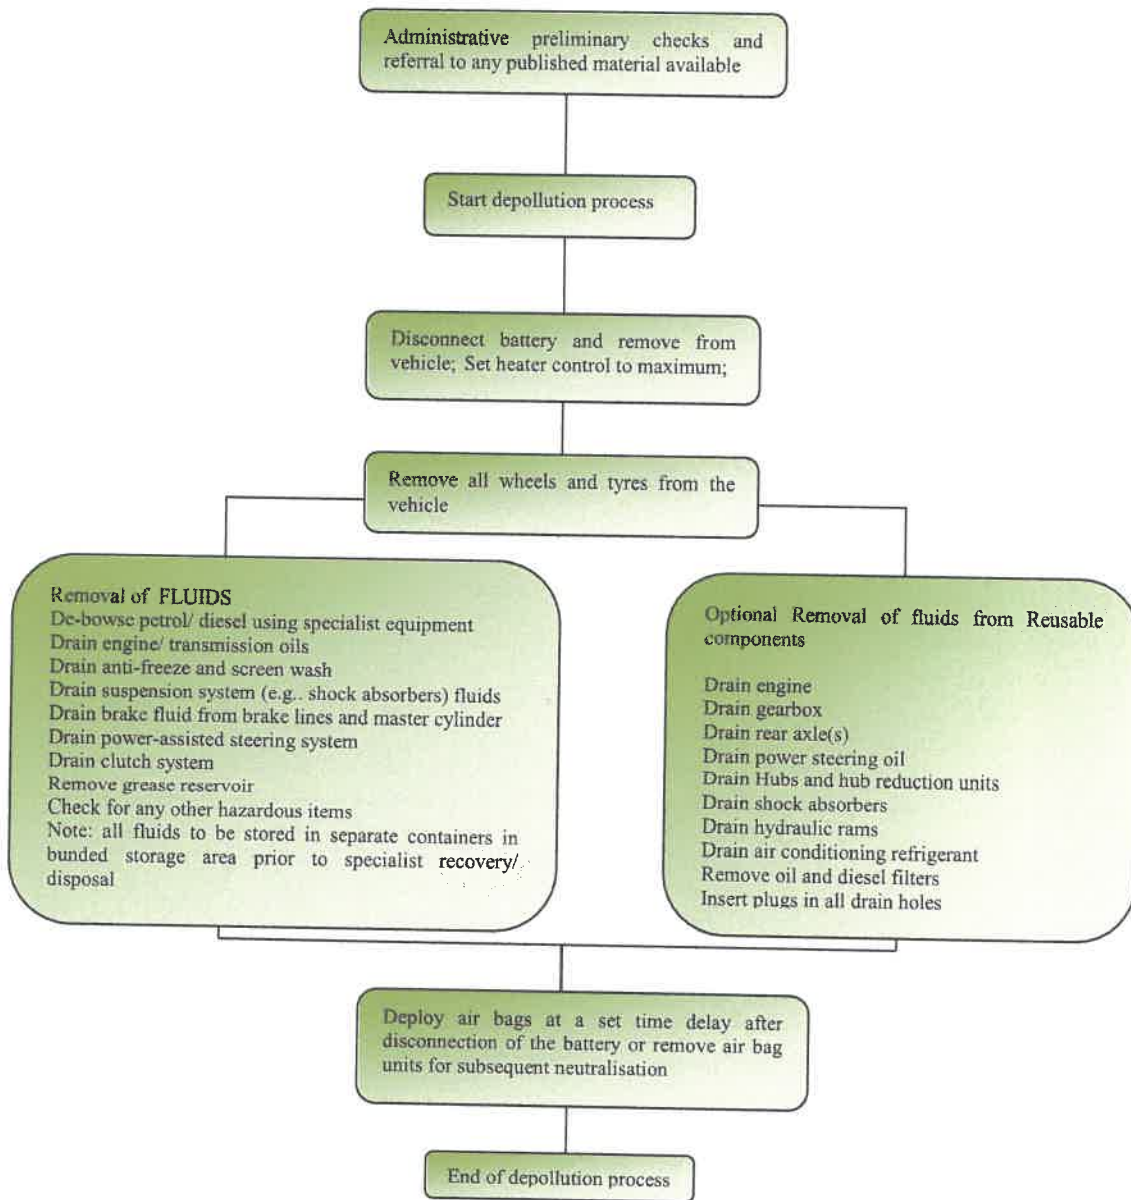 Administrative preliminary checks and
referral to any published material available
Start depollution process
Disconnect battery and remove from
vehicle; Set heater control to maximum;
Remove all wheels and tyres from the
vehicle
Removal of FLUIDS
De-bowse petrol/ diesel using specialist equipment
Drain engine/ transmission oils
Drain anti-freeze and screen wash
Drain suspension system (e.g.. shock absorbers) fluids
Drain brake fluid from brake lines and master cylinder
Drain power-assisted steering system
Drain clutch system
Remove grease reservoir
Check for any other hazardous items
Note: all fluids to be stored in separate containers in
bunded storage area prior to specialist recovery/
disposal
Optional Removal of fluids from Reusable
components
Drain engine
Drain gearbox
Drain rear axle(s)
Drain power steering oil
Drain Hubs and hub reduction units
Drain shock absorbers
Drain hydraulic rams
Drain air conditioning refrigerant
Remove oil and diesel filters
Insert plugs in all drain holes
Deploy air bags at a set time delay after
disconnection of the battery or remove air bag
units for subsequent neutralisation
End of depollution process